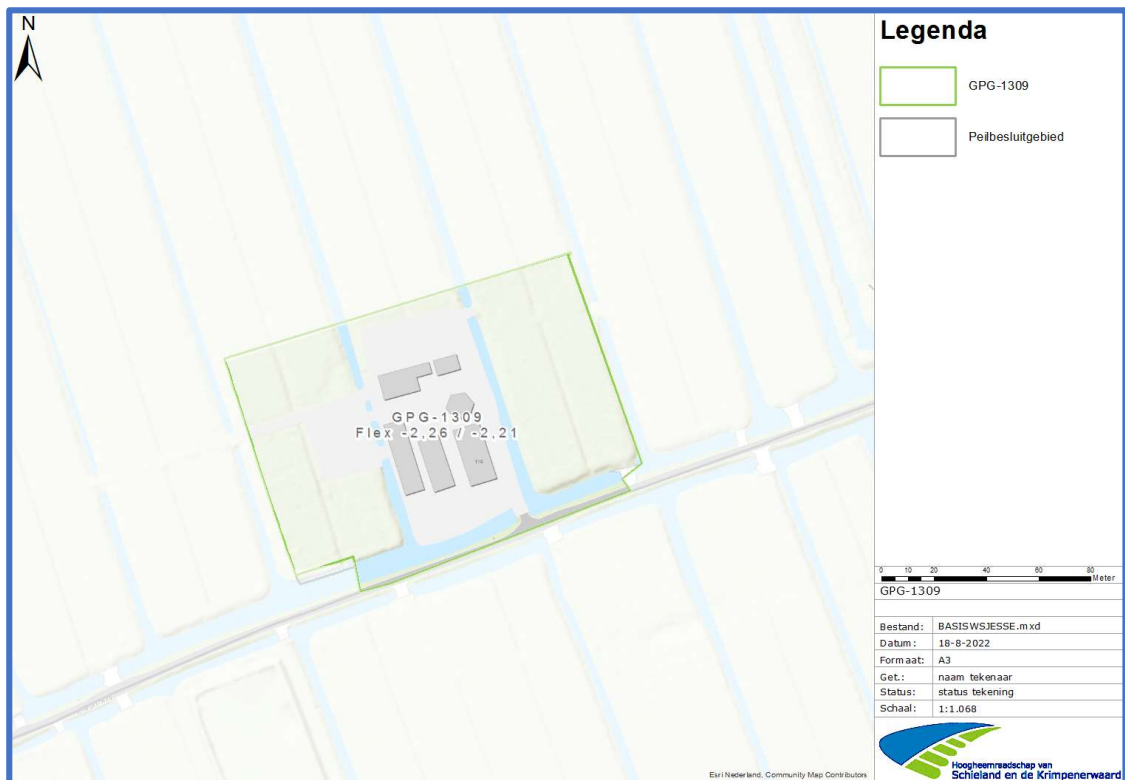 N
GPG-1309
Flex -2,26 / -2,21
Esri Nederland, Community Map Contributors
Legenda
GPG-1309
Peilbesluitgebied
0 10 20 40 60 80
Meter
GPG-1309
Bestand: BASISWSJESSE.mxd
Datum: 18-8-2022
Formaat: A3
Get.: naam tekenaar
Status: status tekening
Schaal: 1:1.068
Hoogheemraadschap van
Schieland en de Krimpenerwaard